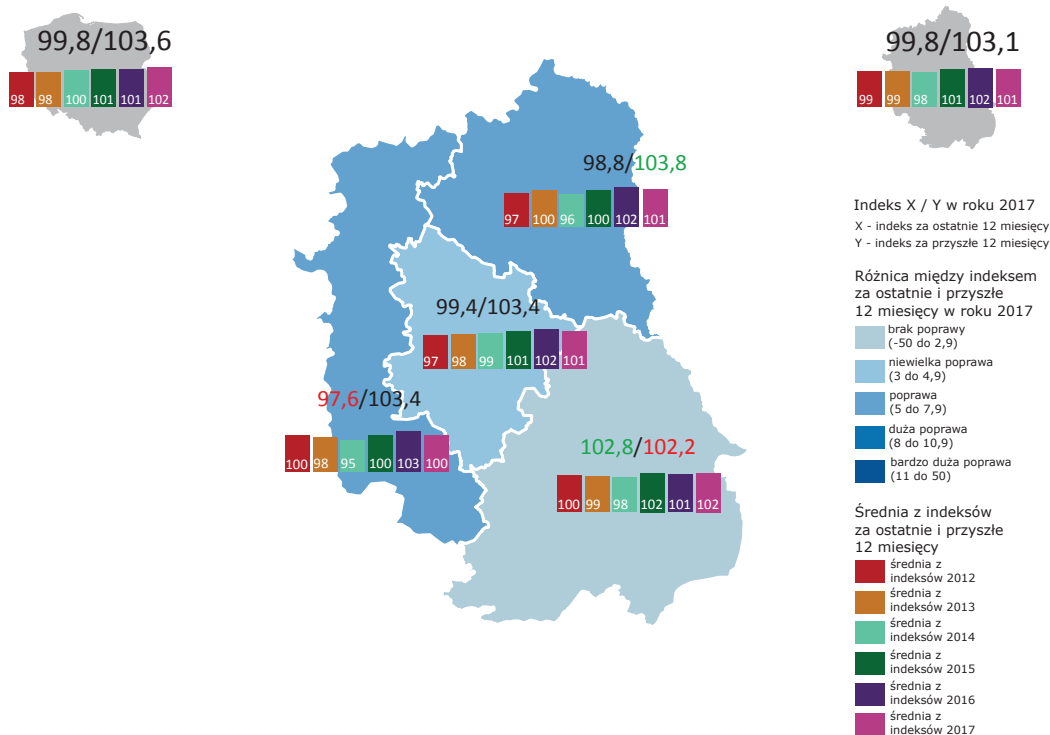 99,8/103,6
98 98 100 101 101 102
99,8/103,1
99 99 98 101 102 101
98,8/103,8
97 100 96 100 102 101
99,4/103,4
97 98 99 101 102 101
97,6/103,4
100 98 95 100 103 100
102,8/102,2
100 99 98 102 101 102
Indeks X / Y w roku 2017
X - indeks za ostatnie 12 miesięcy
Y - indeks za przyszłe 12 miesięcy
Różnica między indeksem
za ostatnie i przyszłe
12 miesięcy w roku 2017
brak poprawy
(-50 do 2,9)
niewielka poprawa
(3 do 4,9)
poprawa
(5 do 7,9)
duża poprawa
(8 do 10,9)
bardzo duża poprawa
(11 do 50)
Średnia z indeksów
za ostatnie i przyszłe
12 miesięcy
średnia z
indeksów 2012
średnia z
indeksów 2013
średnia z
indeksów 2014
średnia z
indeksów 2015
średnia z
indeksów 2016
średnia z
indeksów 2017